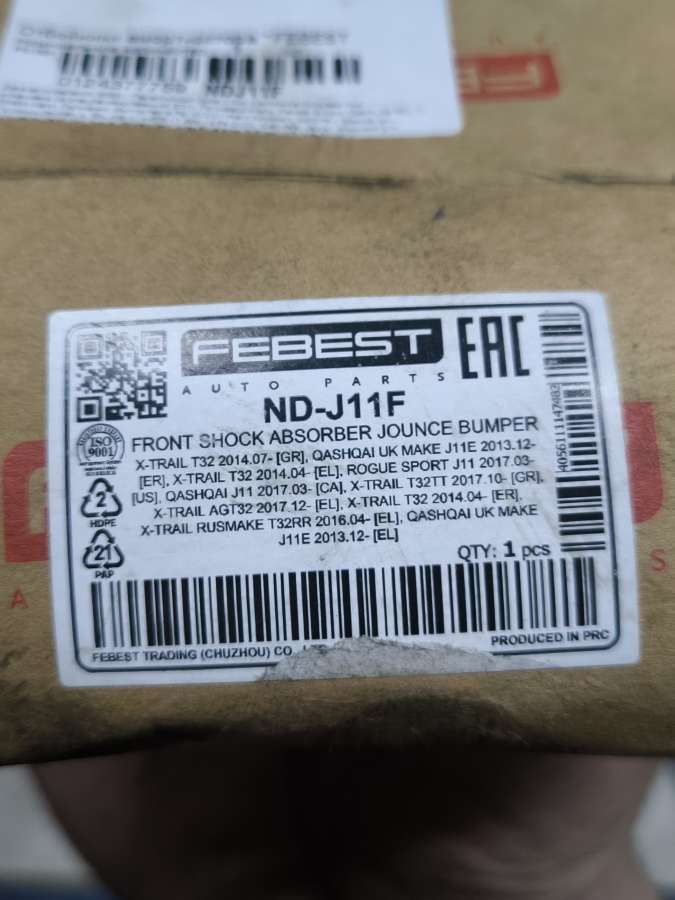 D124377759 NDJ11F
FEBEST
EAC
AUTO PARTS
ND-J11F
FRONT SHOCK ABSORBER JOUNCE BUMPER
ISO
9001
X-TRAIL T32 2014.07- [GR], QASHQAI UK MAKE J11E 2013.12-
[ER], X-TRAIL T32 2014.04- [EL], ROGUE SPORT J11 2017.03-
[US], QASHQAI J11 2017.03- [CA], X-TRAIL T32TT 2017.10- [GR],
X-TRAIL AGT32 2017.12- [EL], X-TRAIL T32 2014.04- [ER],
X-TRAIL RUSMAKE T32RR 2016.04- [EL], QASHQAI UK MAKE
J11E 2013.12- [EL]
2
HDPE
21
PAP
4056111147482
QTY: 1 pcs
FEBEST TRADING (CHUZHOU) CO.,
PRODUCED IN PRC
A
S